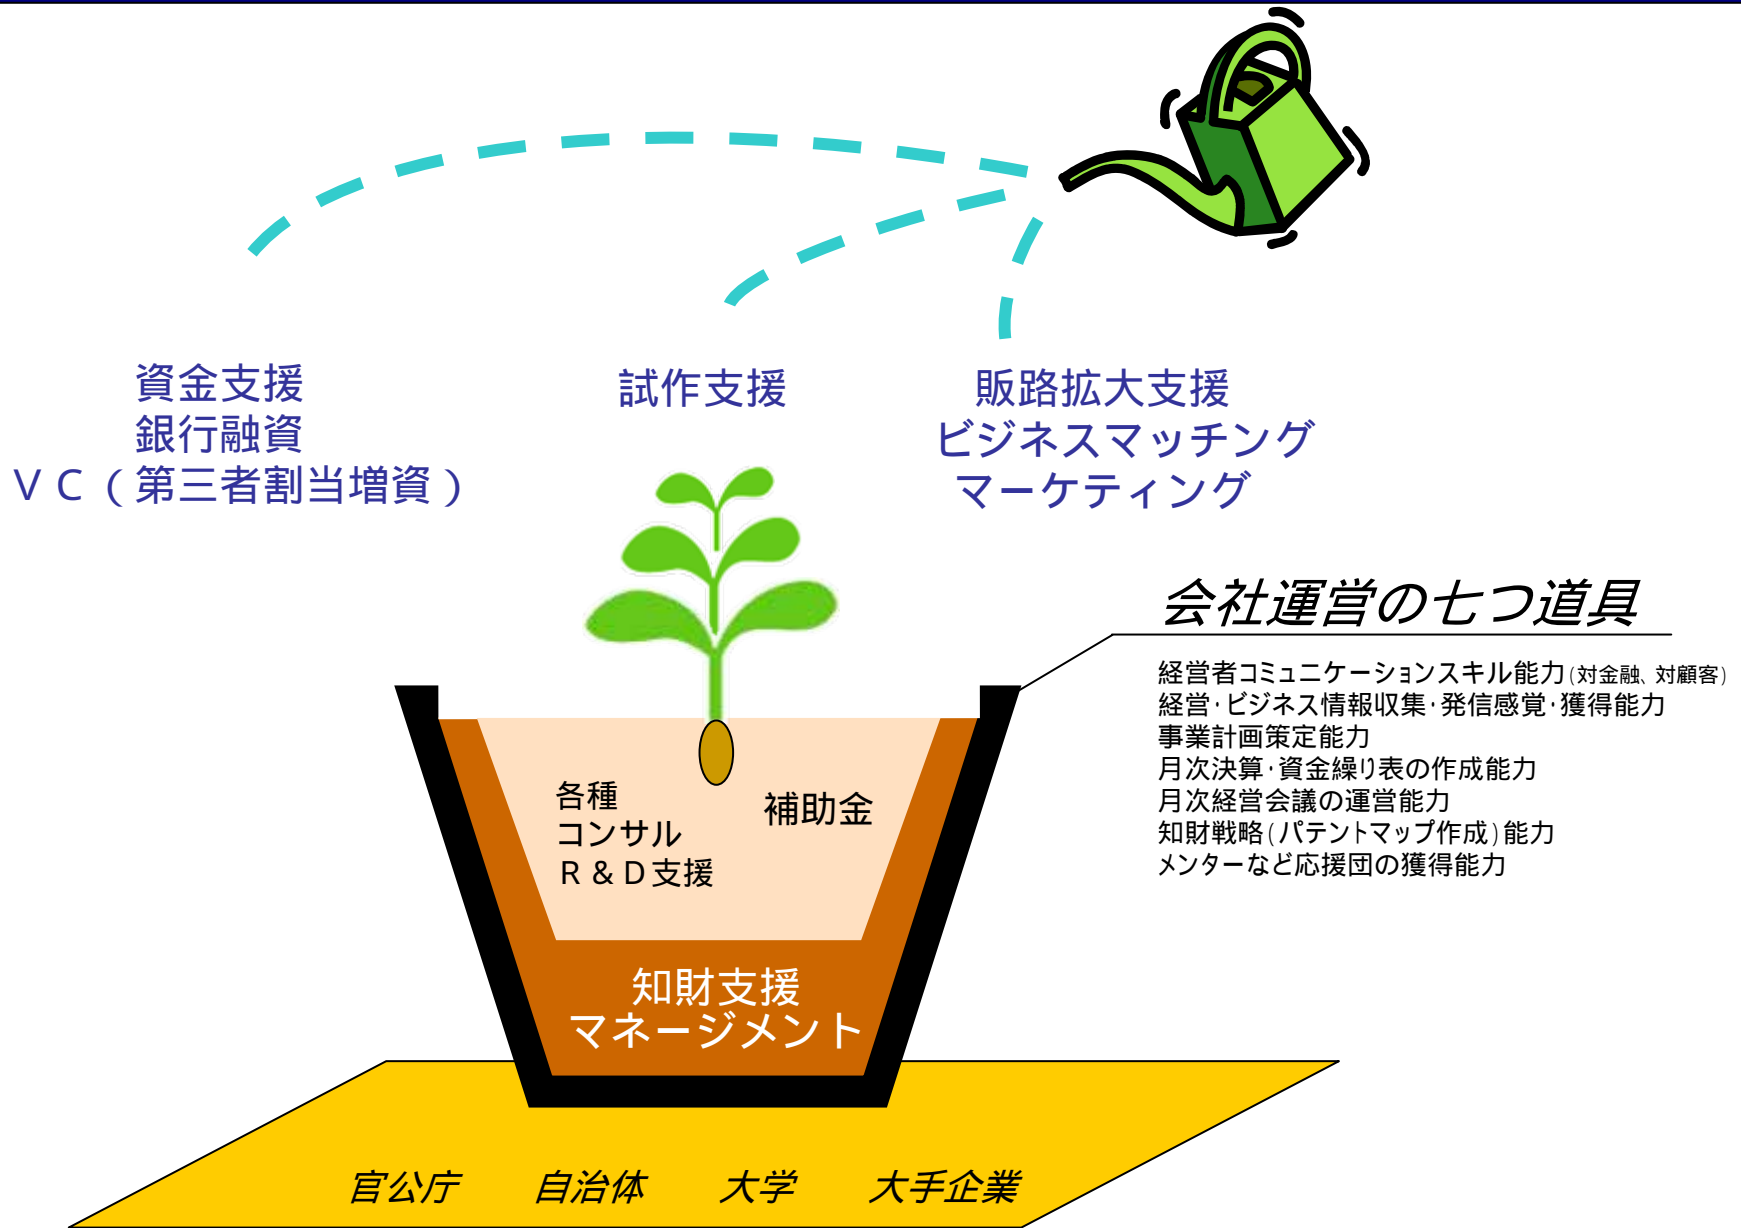 資金支援
銀行融資
ＶＣ（第三者割当増資）
試作支援
販路拡大支援
ビジネスマッチング
マーケティング
会社運営の七つ道具
経営者コミュニケーションスキル能力(対金融、対顧客)
経営・ビジネス情報収集・発信感覚・獲得能力
事業計画策定能力
月次決算・資金繰り表の作成能力
月次経営会議の運営能力
知財戦略(パテントマップ作成)能力
メンターなど応援団の獲得能力
各種
コンサル
Ｒ＆Ｄ支援
補助金
知財支援
マネージメント
官公庁 自治体 大学 大手企業